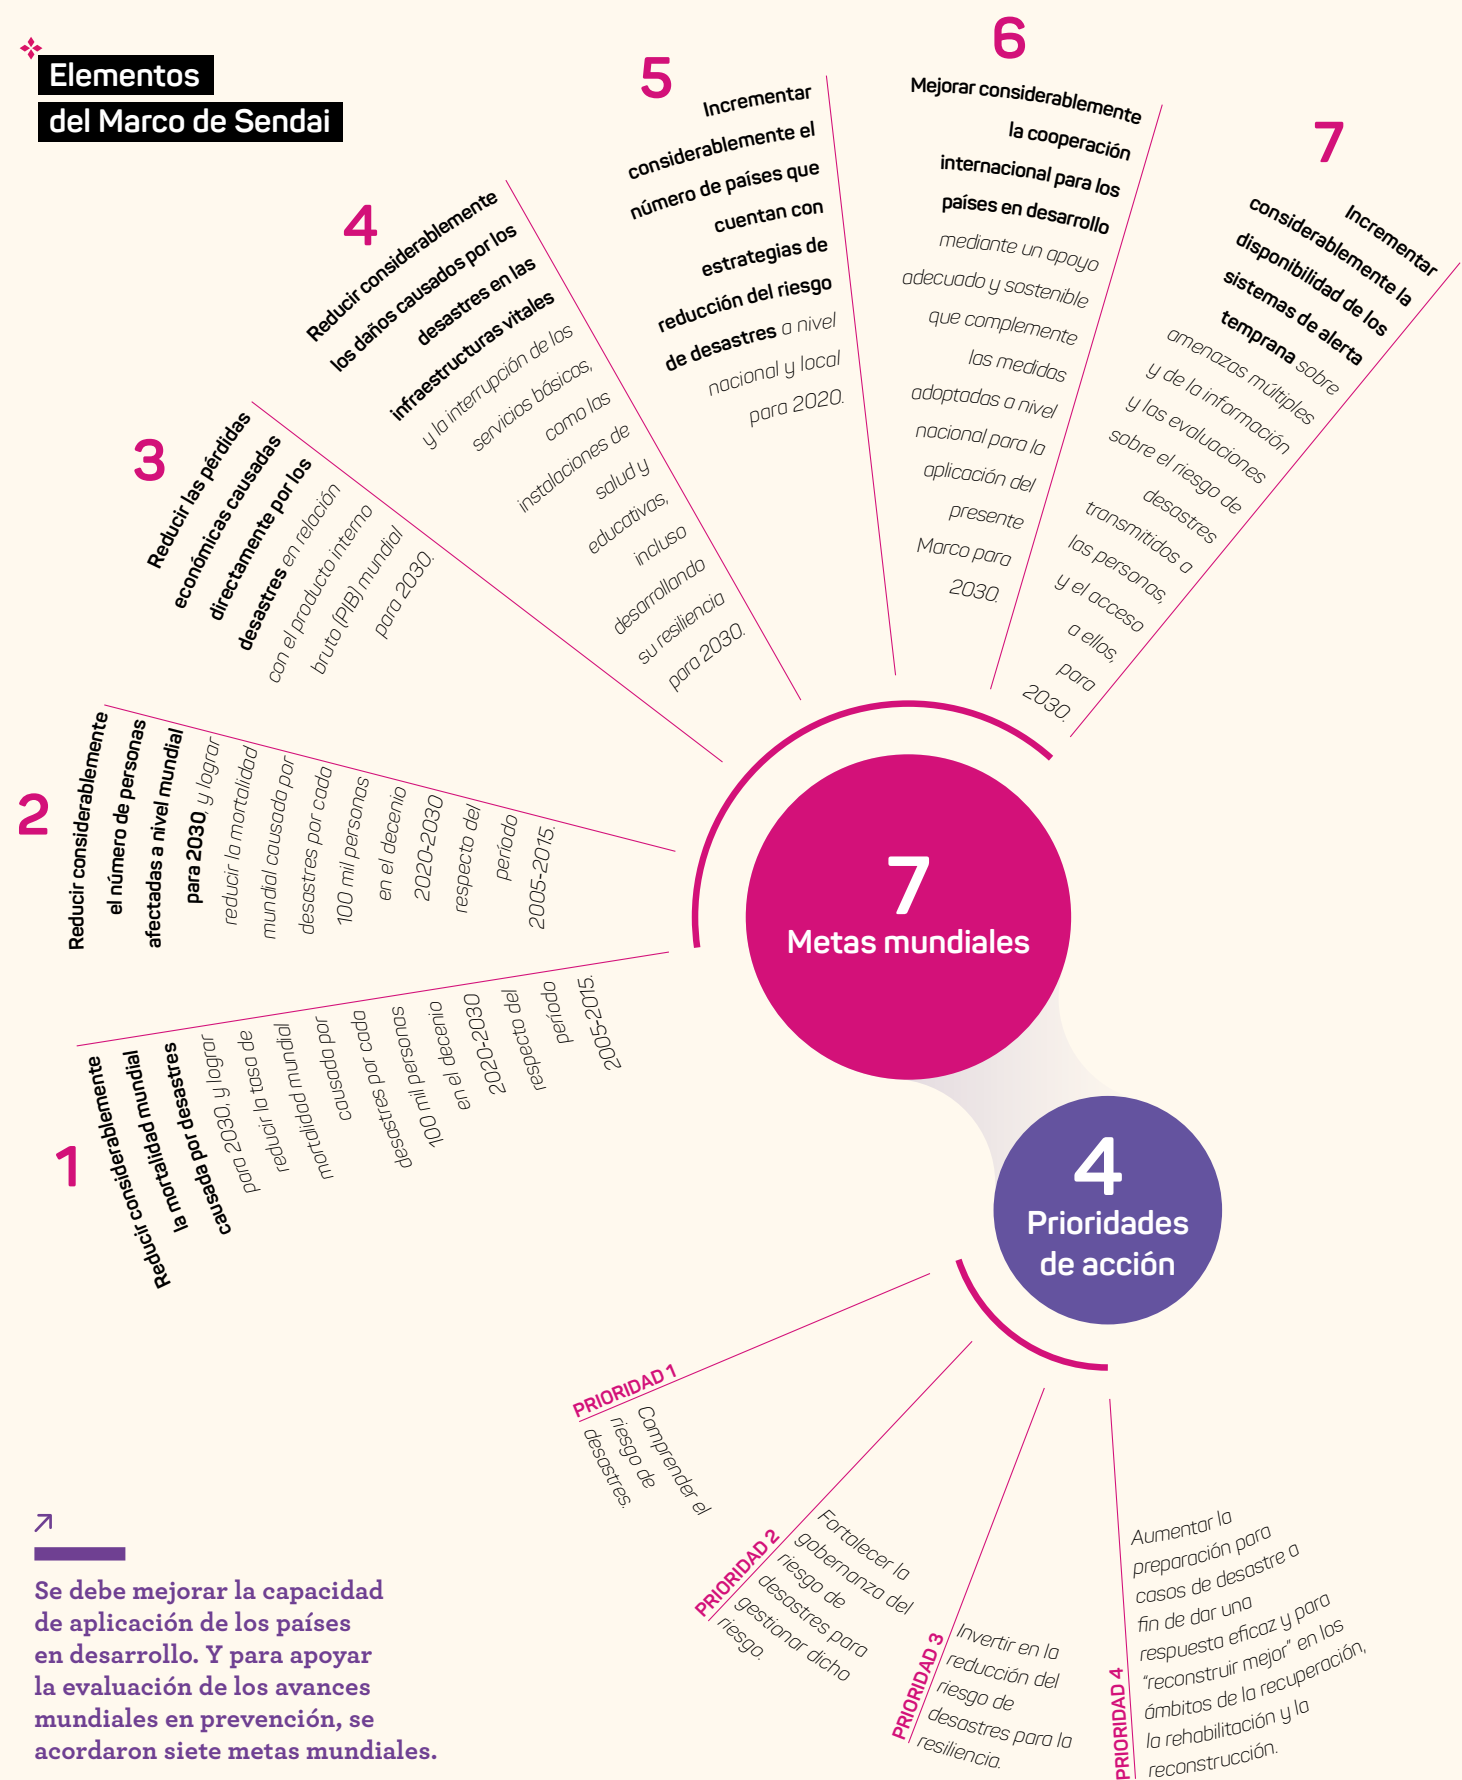 Elementos
del Marco de Sendai
1
Reducir considerablemente
la mortalidad mundial
causada por desastres
para 2030, y lograr
reducir la tasa de
mortalidad mundial
causada por
desastres por cada
100 mil personas
en el decenio
2020-2030
respecto del
período
2005-2015.
2
Reducir considerablemente
el número de personas
afectadas a nivel mundial
para 2030, y lograr
reducir la mortalidad
mundial causada por
desastres por cada
100 mil personas
en el decenio
2020-2030
respecto del
período
2005-2015.
3
Reducir las pérdidas
económicas causadas
directamente por los
desastres en relación
con el producto interno
bruto (PIB) mundial
para 2030.
4
Reducir considerablemente
los daños causados por los
desastres en las
infraestructuras vitales
y la interrupción de los
servicios básicos,
como las
instalaciones de
salud y
educativas,
incluso
desarrollando
su resiliencia
para 2030.
5
Incrementar
considerablemente el
número de países que
cuentan con
estrategias de
reducción del riesgo
de desastres a nivel
nacional y local
para 2020.
6
Mejorar considerablemente
la cooperación
internacional para los
países en desarrollo
mediante un apoyo
adecuado y sostenible
que complemente
las medidas
adoptadas a nivel
nacional para la
aplicación del
presente
Marco para
2030.
7
Incrementar
considerablemente la
disponibilidad de los
sistemas de alerta
temprana sobre
amenazas múltiples
y de la información
y las evaluaciones
sobre el riesgo de
desastres
transmitidos a
las personas,
y el acceso
a ellos,
para
2030.
7
Metas mundiales
4
Prioridades
de acción
PRIORIDAD 1
Comprender el
riesgo de
desastres.
PRIORIDAD 2
Fortalecer la
gobernanza del
riesgo de
desastres para
gestionar dicho
riesgo.
PRIORIDAD 3
Invertir en la
reducción del
riesgo de
desastres para la
resiliencia.
PRIORIDAD 4
Aumentar la
preparación para
casos de desastre a
fin de dar una
respuesta eficaz y para
“reconstruir mejor” en los
ámbitos de la recuperación,
la rehabilitación y la
reconstrucción.
Se debe mejorar la capacidad
de aplicación de los países
en desarrollo. Y para apoyar
la evaluación de los avances
mundiales en prevención, se
acordaron siete metas mundiales.